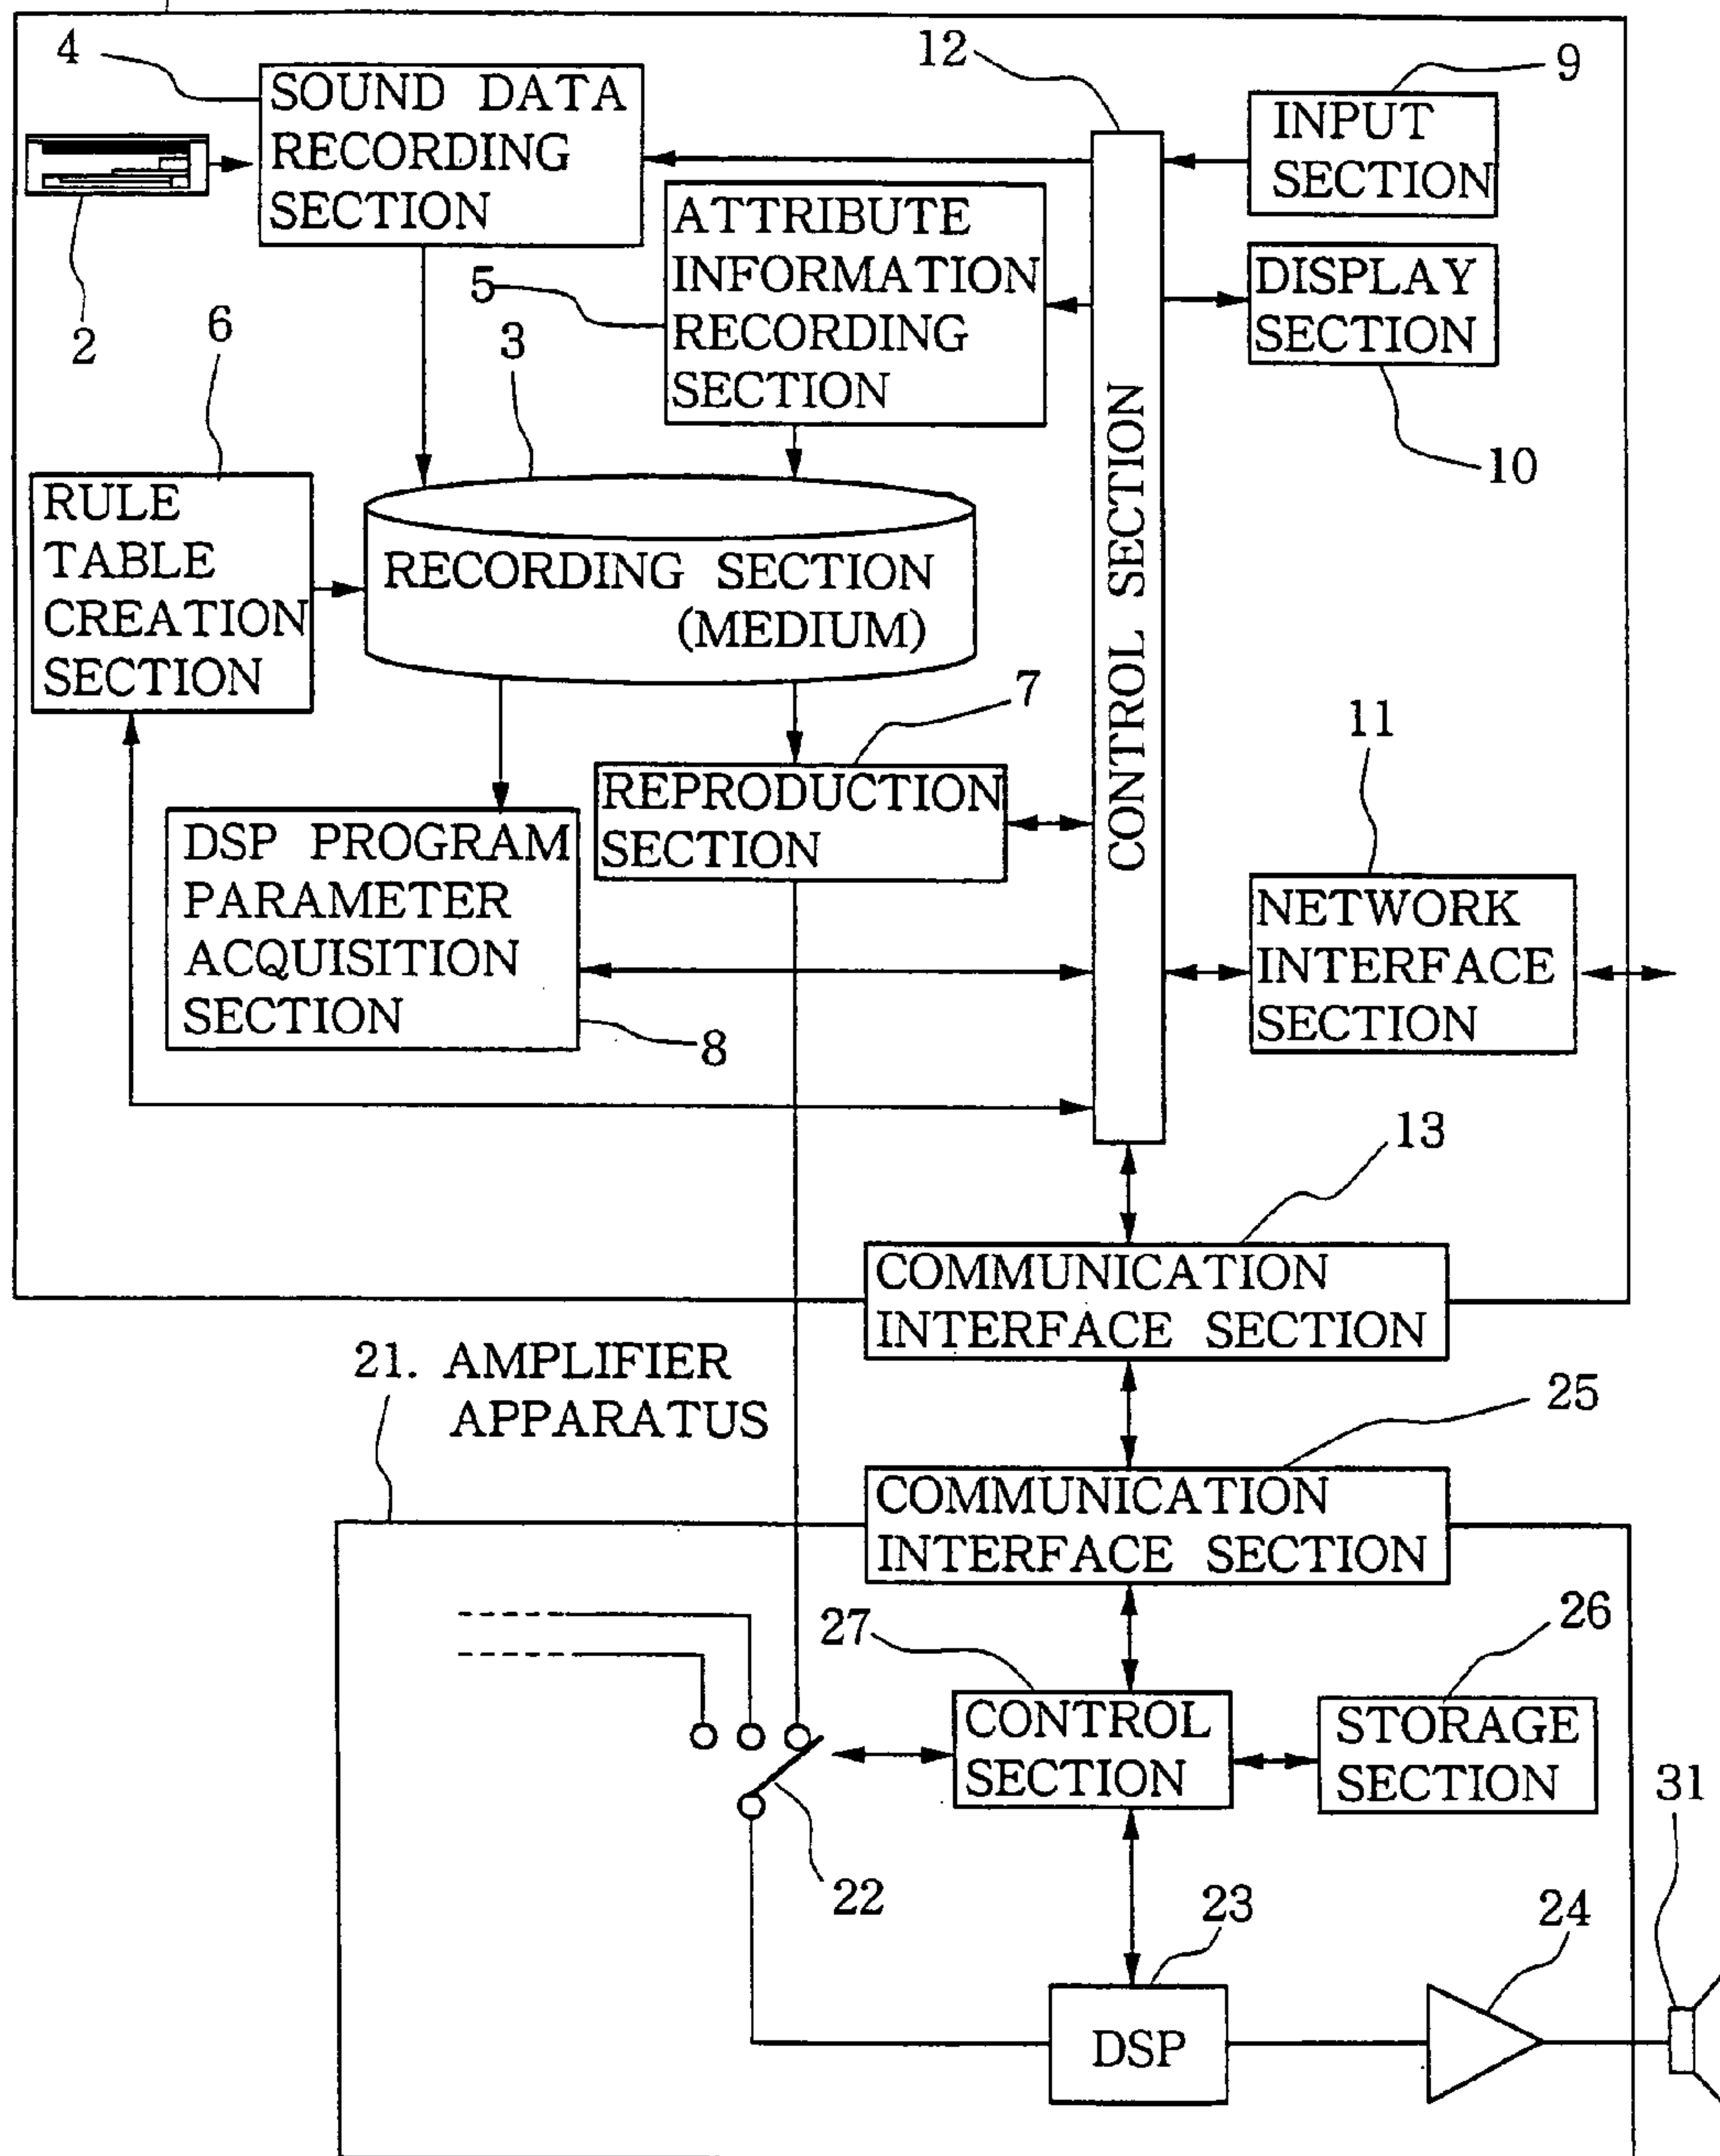 4
SOUND DATA
RECORDING
SECTION
2
12
9
INPUT
SECTION
5
ATTRIBUTE
INFORMATION
RECORDING
SECTION
DISPLAY
SECTION
10
6
3
RULE
TABLE
CREATION
SECTION
RECORDING SECTION
(MEDIUM)
CONTROL SECTION
7
REPRODUCTION
SECTION
11
DSP PROGRAM
PARAMETER
ACQUISITION
SECTION
8
NETWORK
INTERFACE
SECTION
13
COMMUNICATION
INTERFACE SECTION
21. AMPLIFIER
APPARATUS
25
COMMUNICATION
INTERFACE SECTION
27
CONTROL
SECTION
26
STORAGE
SECTION
22
23
DSP
24
31